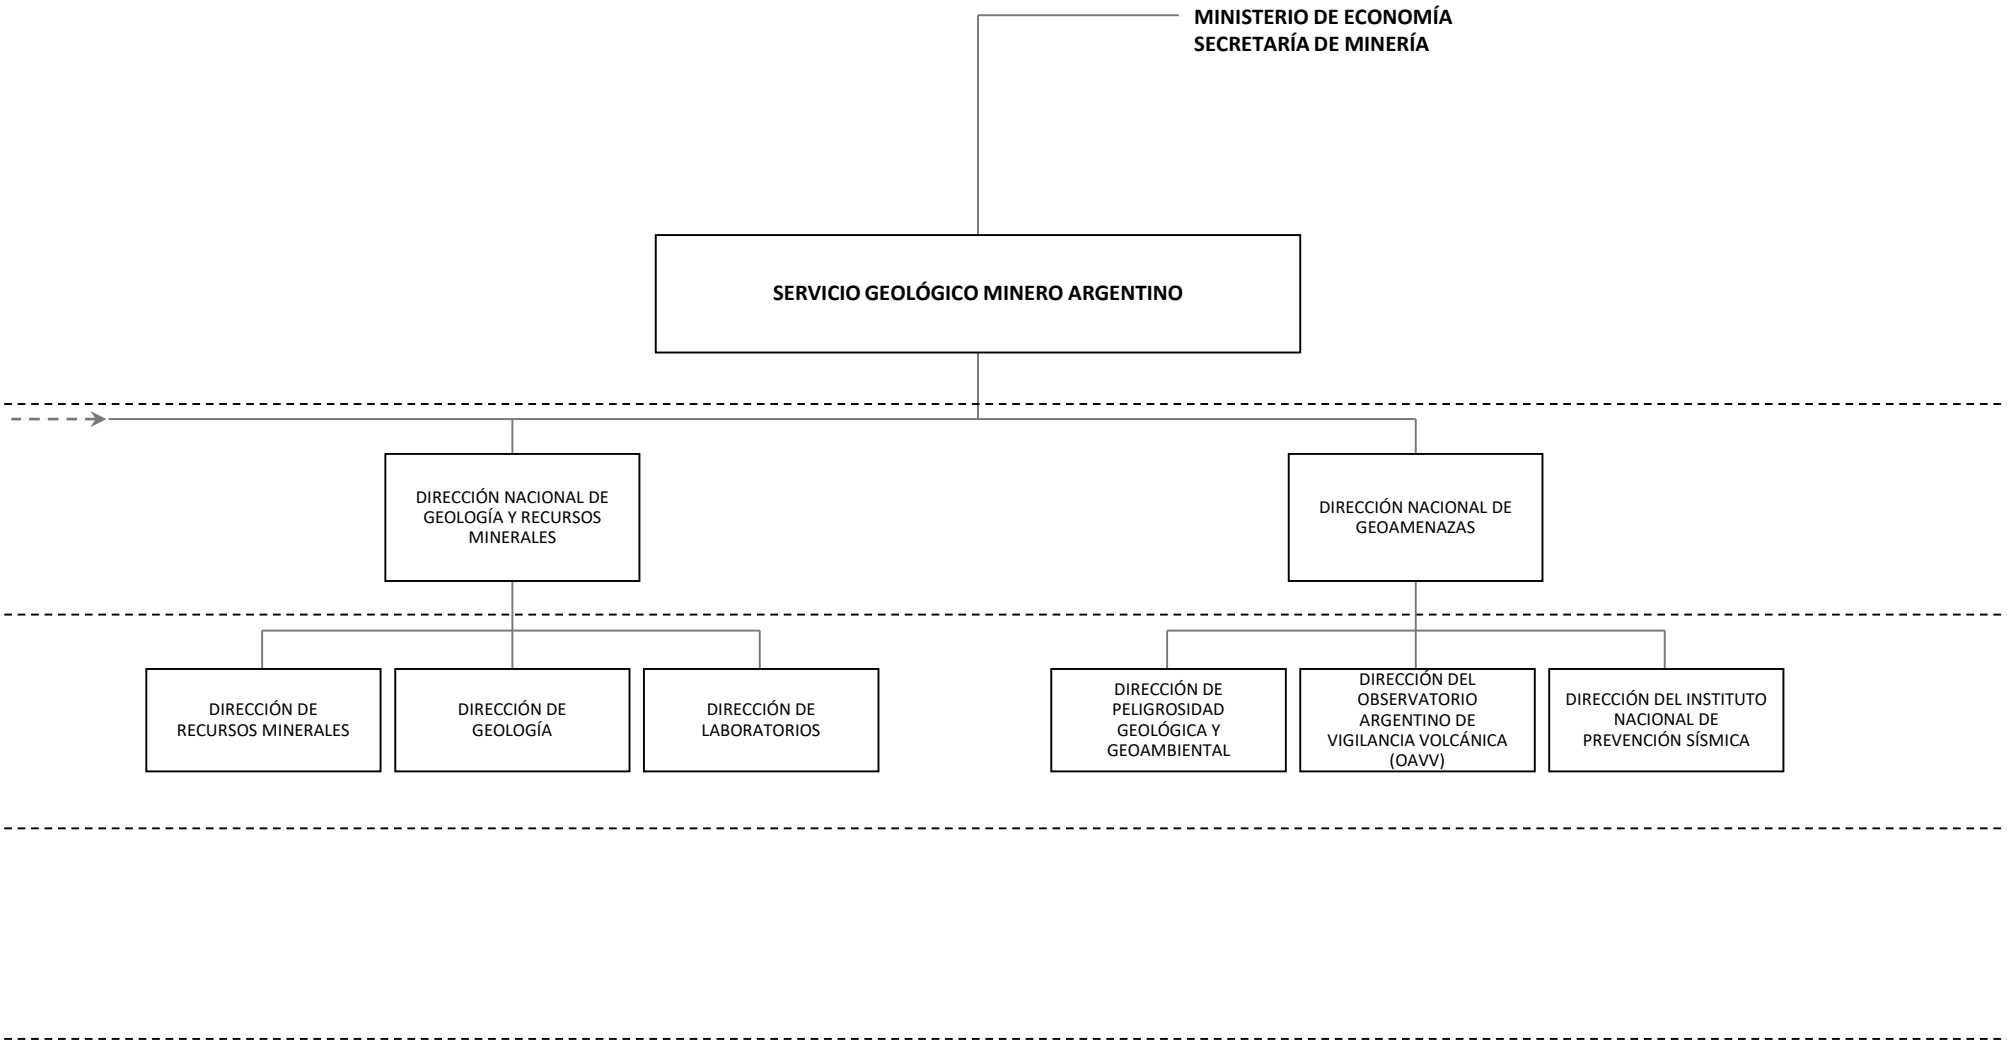 MINISTERIO DE ECONOMÍA
SECRETARÍA DE MINERÍA
SERVICIO GEOLÓGICO MINERO ARGENTINO
DIRECCIÓN NACIONAL DE
GEOLOGÍA Y RECURSOS
MINERALES
DIRECCIÓN NACIONAL DE
GEOAMENAZAS
DIRECCIÓN DE
RECURSOS MINERALES
DIRECCIÓN DE
GEOLOGÍA
DIRECCIÓN DE
LABORATORIOS
DIRECCIÓN DE
PELIGROSIDAD
GEOLÓGICA Y
GEOAMBIENTAL
DIRECCIÓN DEL
OBSERVATORIO
ARGENTINO DE
VIGILANCIA VOLCÁNICA
(OAVV)
DIRECCIÓN DEL INSTITUTO
NACIONAL DE
PREVENCIÓN SÍSMICA